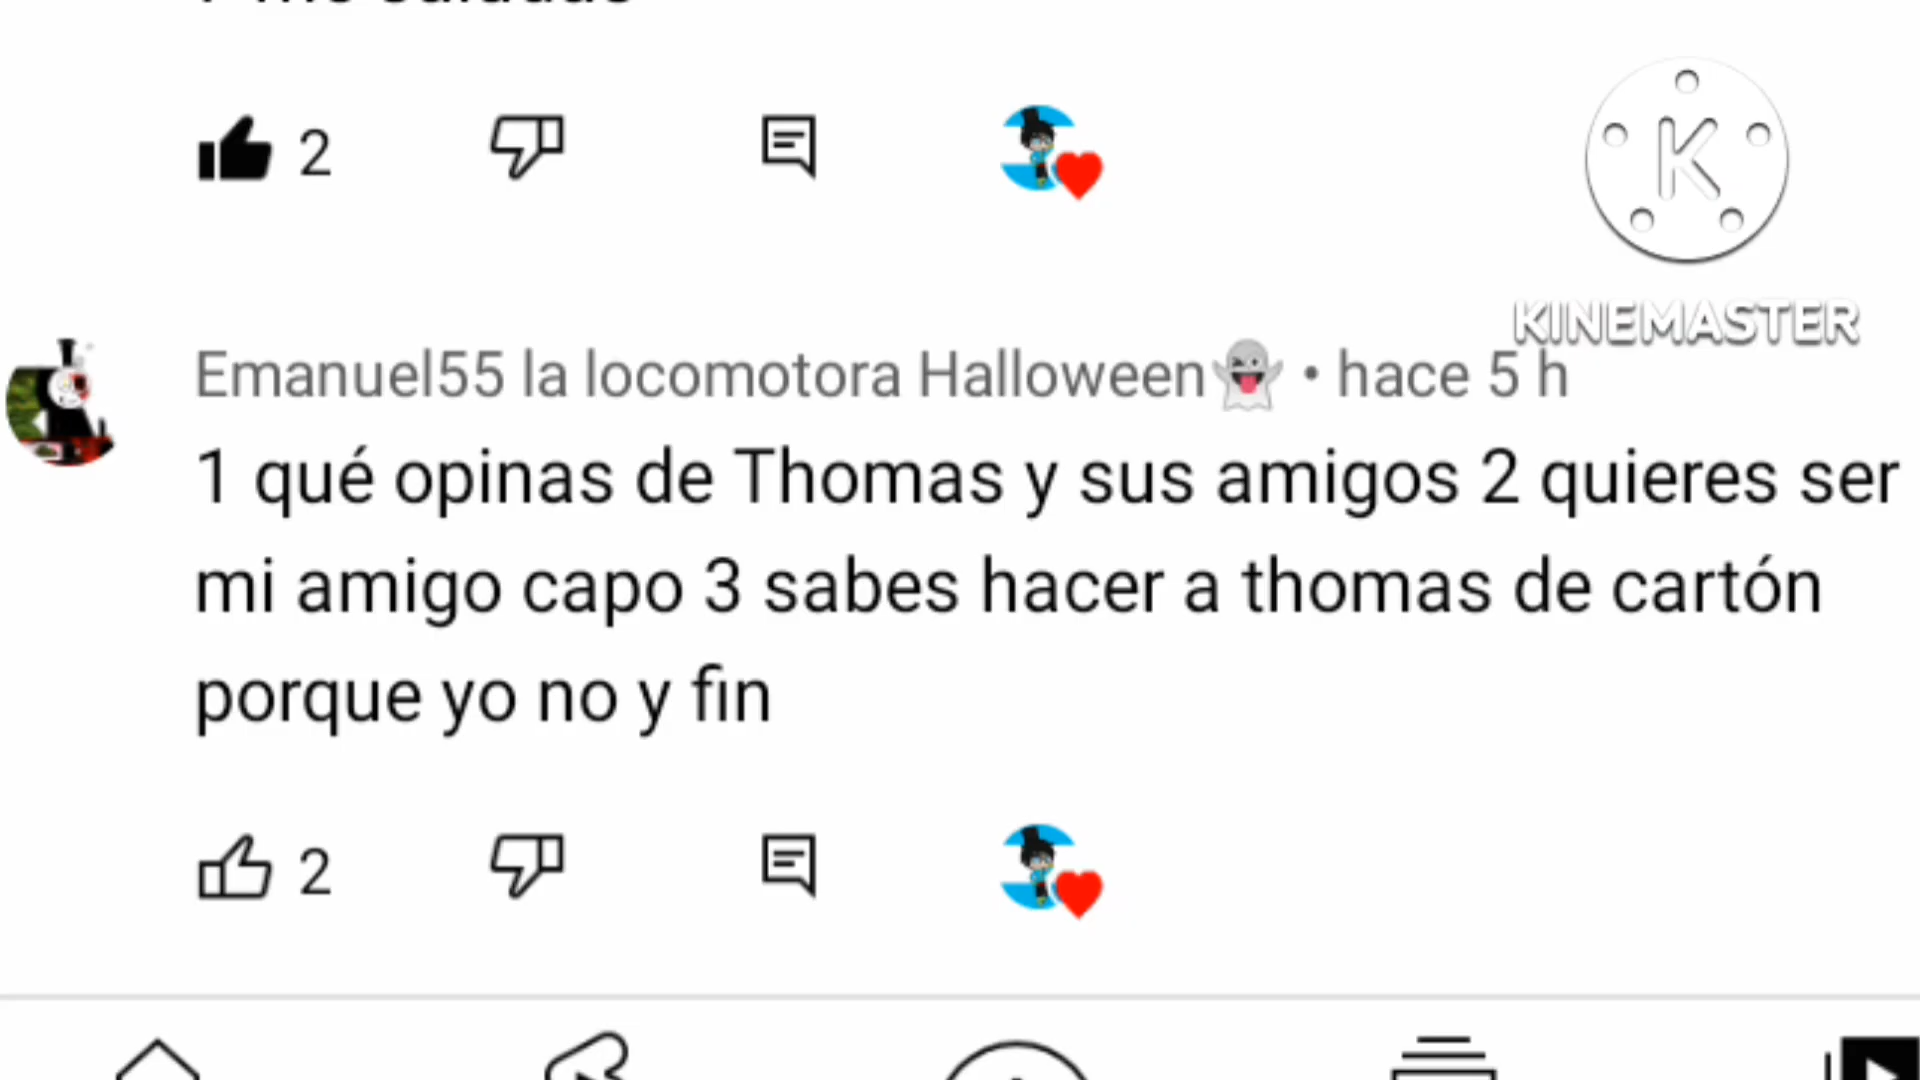 2
K
KINEMASTER
Emanuel55 la locomotora Halloween👻 • hace 5 h
1 qué opinas de Thomas y sus amigos 2 quieres ser
mi amigo capo 3 sabes hacer a thomas de cartón
porque yo no y fin
2